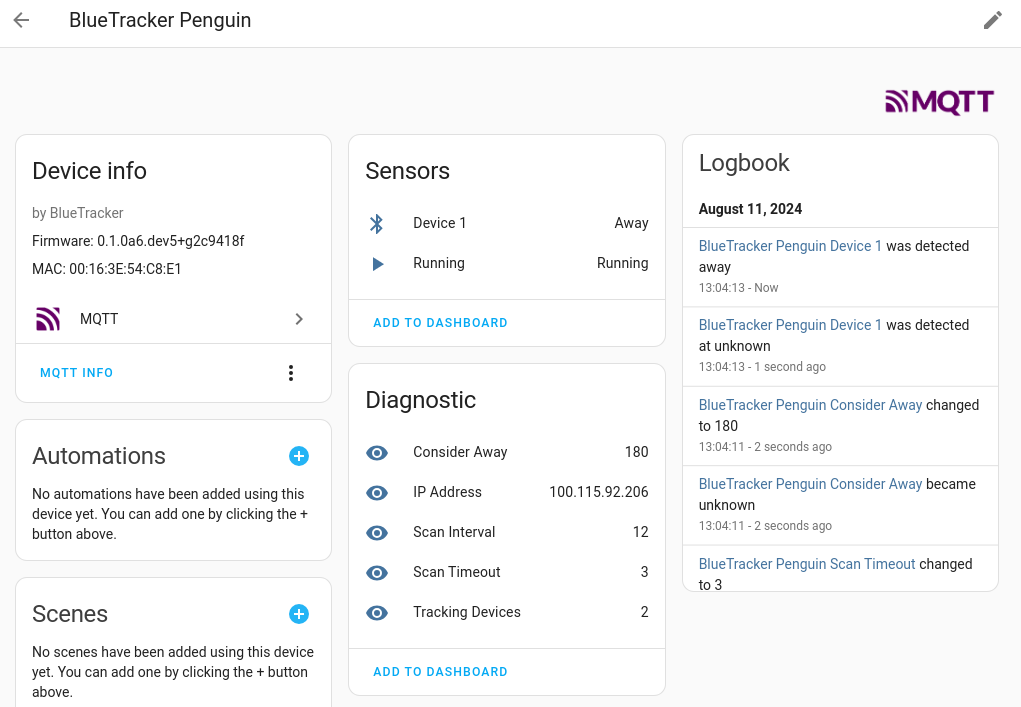 BlueTracker Penguin
MQTT
Device info
by BlueTracker
Firmware: 0.1.0a6.dev5+g2c9418f
MAC: 00:16:3E:54:C8:E1
MQTT
MQTT INFO
Automations
No automations have been added using this
device yet. You can add one by clicking the +
button above.
Scenes
No scenes have been added using this device
yet. You can add one by clicking the + button
above.
Sensors
Device 1 Away
Running Running
ADD TO DASHBOARD
Diagnostic
Consider Away 180
IP Address 100.115.92.206
Scan Interval 12
Scan Timeout 3
Tracking Devices 2
ADD TO DASHBOARD
Logbook
August 11, 2024
BlueTracker Penguin Device 1 was detected
away
13:04:13 - Now
BlueTracker Penguin Device 1 was detected
at unknown
13:04:13 - 1 second ago
BlueTracker Penguin Consider Away changed
to 180
13:04:11 - 2 seconds ago
BlueTracker Penguin Consider Away became
unknown
13:04:11 - 2 seconds ago
BlueTracker Penguin Scan Timeout changed
to 3